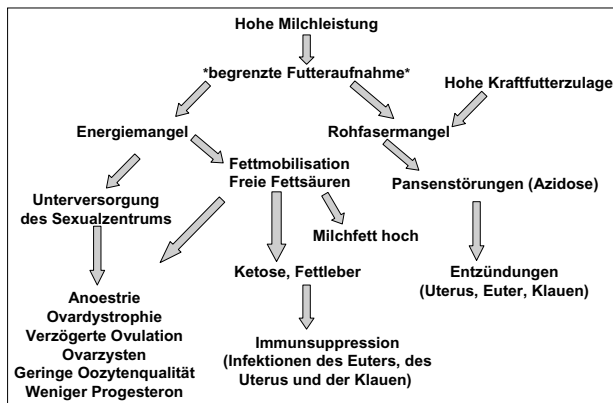 Hohe Milchleistung
*begrenzte Futteraufnahme*
Hohe Kraftfutterzulage
Energiemangel
Rohfasermangel
Fettmobilisation
Freie Fettsäuren
Pansenstörungen (Azidose)
Unterversorgung
des Sexualzentrums
Milchfett hoch
Ketose, Fettleber
Entzündungen
(Uterus, Euter, Klauen)
Anoestrie
Ovardystrophie
Verzögerte Ovulation
Ovarzysten
Geringe Oozytenqualität
Weniger Progesteron
Immunsuppression
(Infektionen des Euters, des
Uterus und der Klauen)